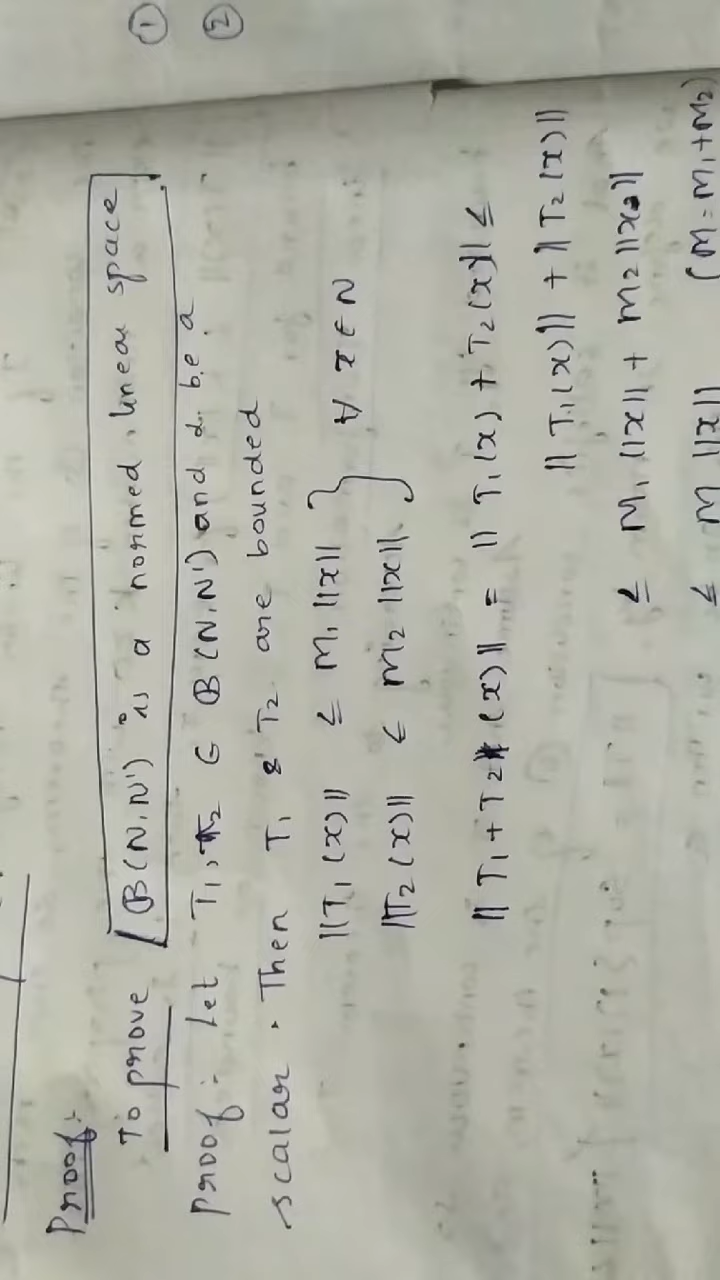 ①
②
Proof :-
To prove [B(N, N') is a normed linear space].
Proof :- Let T₁, T₂ ∈ B(N, N') and α be a
scalar. Then T₁ & T₂ are bounded
||T₁(x)|| ≤ M₁ ||x|| } ∀ x ∈ N
||T₂(x)|| ≤ M₂ ||x||
||T₁ + T₂ (x)|| = || T₁(x) + T₂(x)|| ≤
|| T₁(x)|| + || T₂(x)||
≤ M₁ ||x|| + M₂ ||x||
≤ M ||x|| (M = M₁ + M₂)